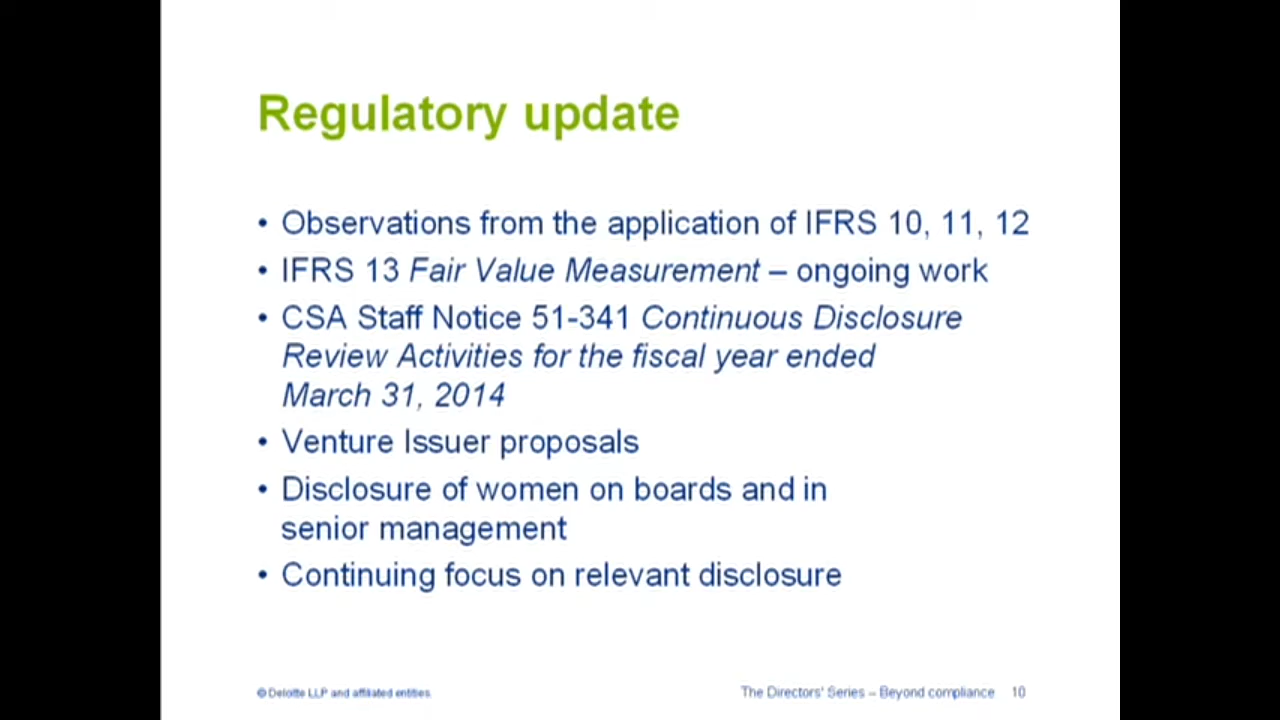 Regulatory update
• Observations from the application of IFRS 10, 11, 12
• IFRS 13 Fair Value Measurement – ongoing work
• CSA Staff Notice 51-341 Continuous Disclosure
Review Activities for the fiscal year ended
March 31, 2014
• Venture Issuer proposals
• Disclosure of women on boards and in
senior management
• Continuing focus on relevant disclosure
© Deloitte LLP and affiliated entities.
The Directors' Series – Beyond compliance 10